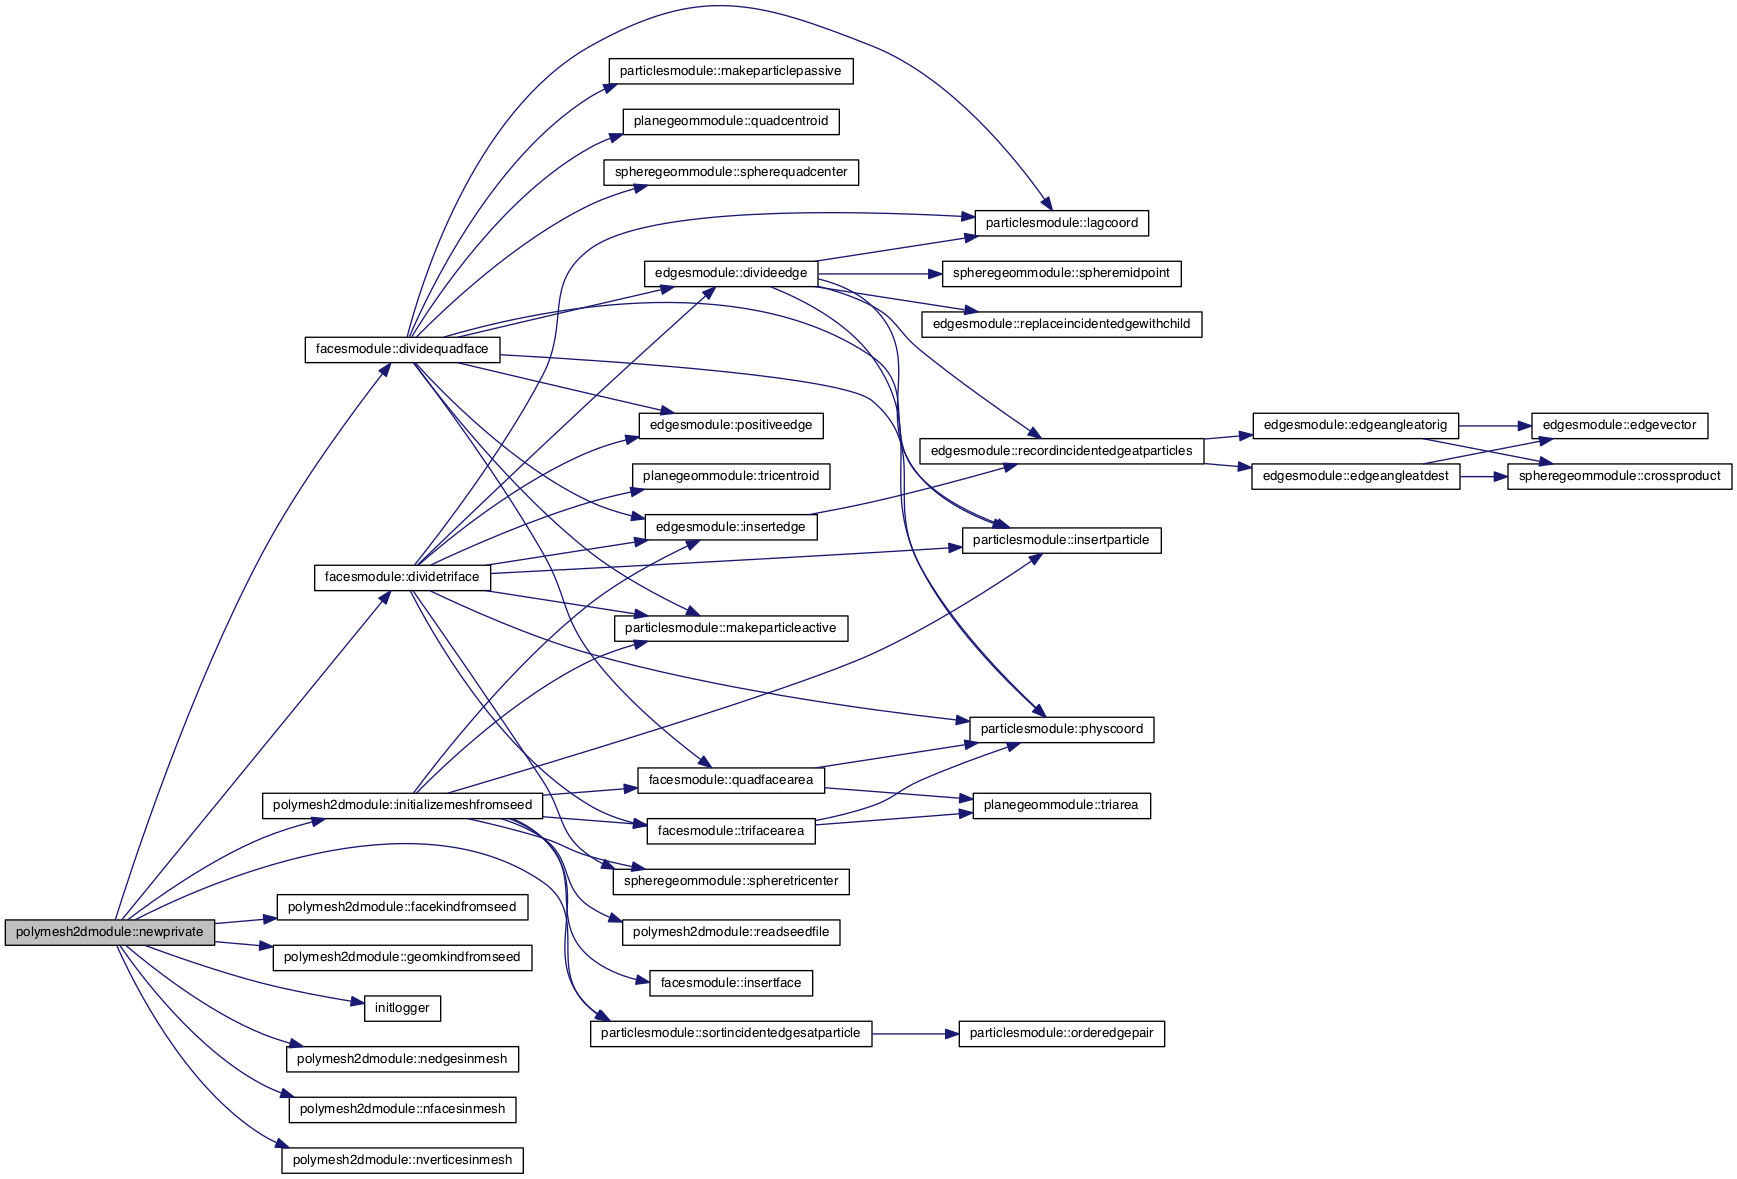 particlesmodule::makeparticlepassive
planegeommodule::quadcentroid
spheregeommodule::spherequadcenter
particlesmodule::lagcoord
edgesmodule::divideedge
spheregeommodule::spheremidpoint
edgesmodule::replaceincidentedgewithchild
facesmodule::dividequadface
edgesmodule::positiveedge
edgesmodule::edgeangleatorig
edgesmodule::edgevector
edgesmodule::recordincidentedgeatparticles
planegeommodule::tricentroid
edgesmodule::edgeangleatdest
spheregeommodule::crossproduct
edgesmodule::insertedge
particlesmodule::insertparticle
facesmodule::dividetriface
particlesmodule::makeparticleactive
particlesmodule::physcoord
facesmodule::quadfacearea
polymesh2dmodule::initializemeshfromseed
planegeommodule::triarea
facesmodule::trifacearea
spheregeommodule::spheretricenter
polymesh2dmodule::facekindfromseed
polymesh2dmodule::newprivate
polymesh2dmodule::readseedfile
polymesh2dmodule::geomkindfromseed
facesmodule::insertface
initlogger
particlesmodule::sortincidentedgesatparticle
particlesmodule::orderedgepair
polymesh2dmodule::nedgesinmesh
polymesh2dmodule::nfacesinmesh
polymesh2dmodule::nverticesinmesh